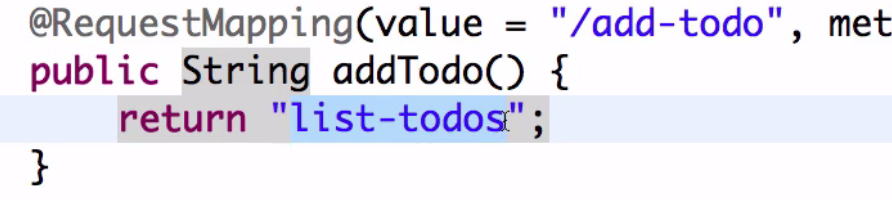 @RequestMapping(value = "/add-todo", met
public String addTodo() {
return "list-todos";
}